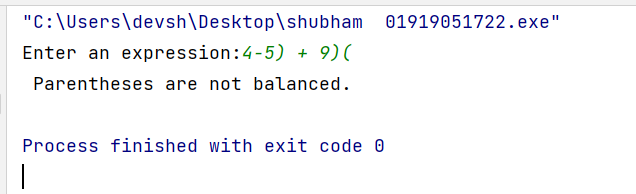 "C:\Users\devsh\Desktop\shubham  01919051722.exe"
Enter an expression:4-5) + 9)(
 Parentheses are not balanced.
Process finished with exit code 0